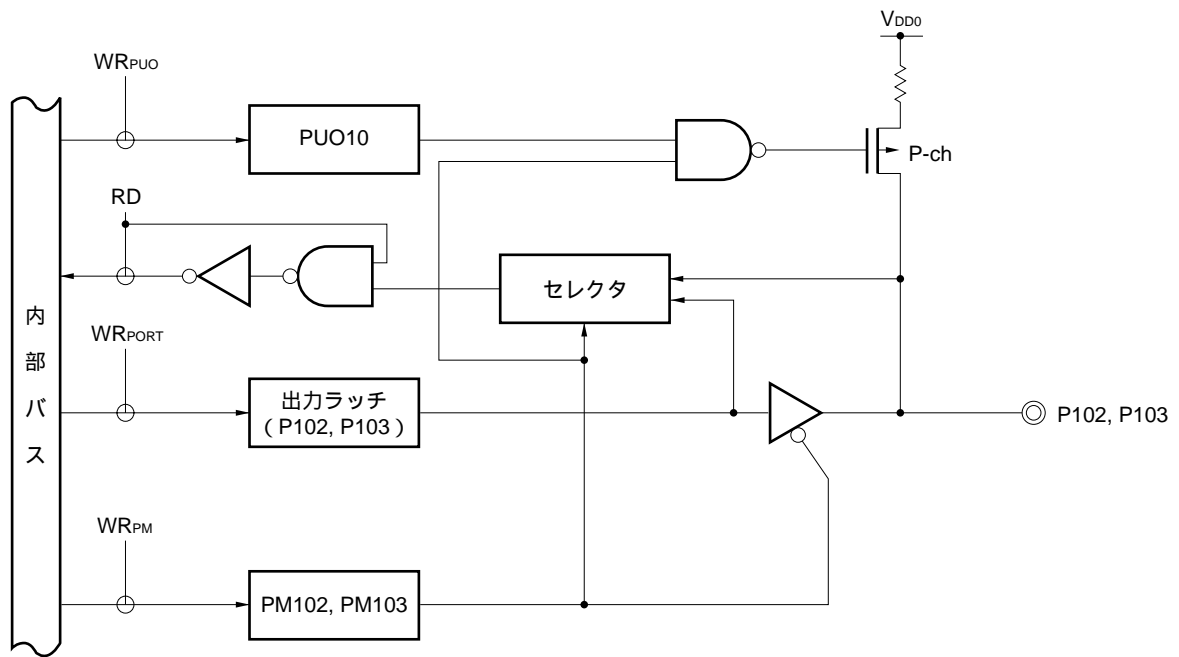 VDD0
WRPUO
PUO10
P-ch
RD
セレクタ
内部バス
WRPORT
出力ラッチ
(P102, P103)
P102, P103
WRPM
PM102, PM103